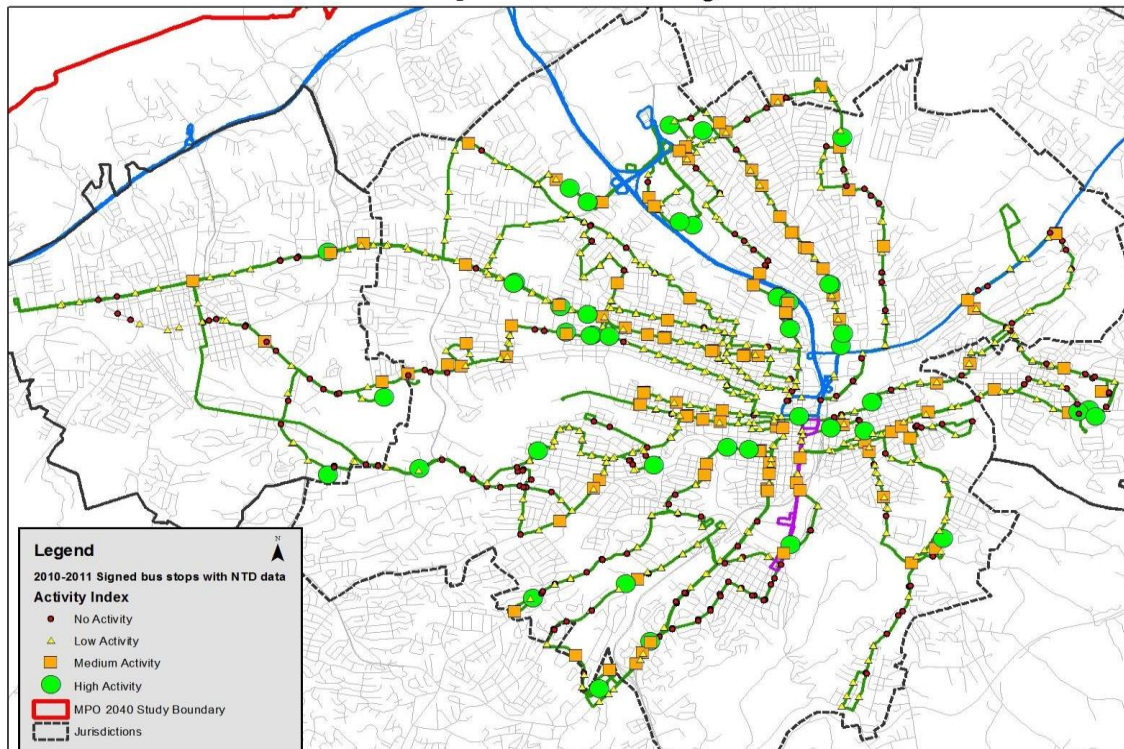 Legend
N
2010-2011 Signed bus stops with NTD data
Activity Index
No Activity
Low Activity
Medium Activity
High Activity
MPO 2040 Study Boundary
Jurisdictions